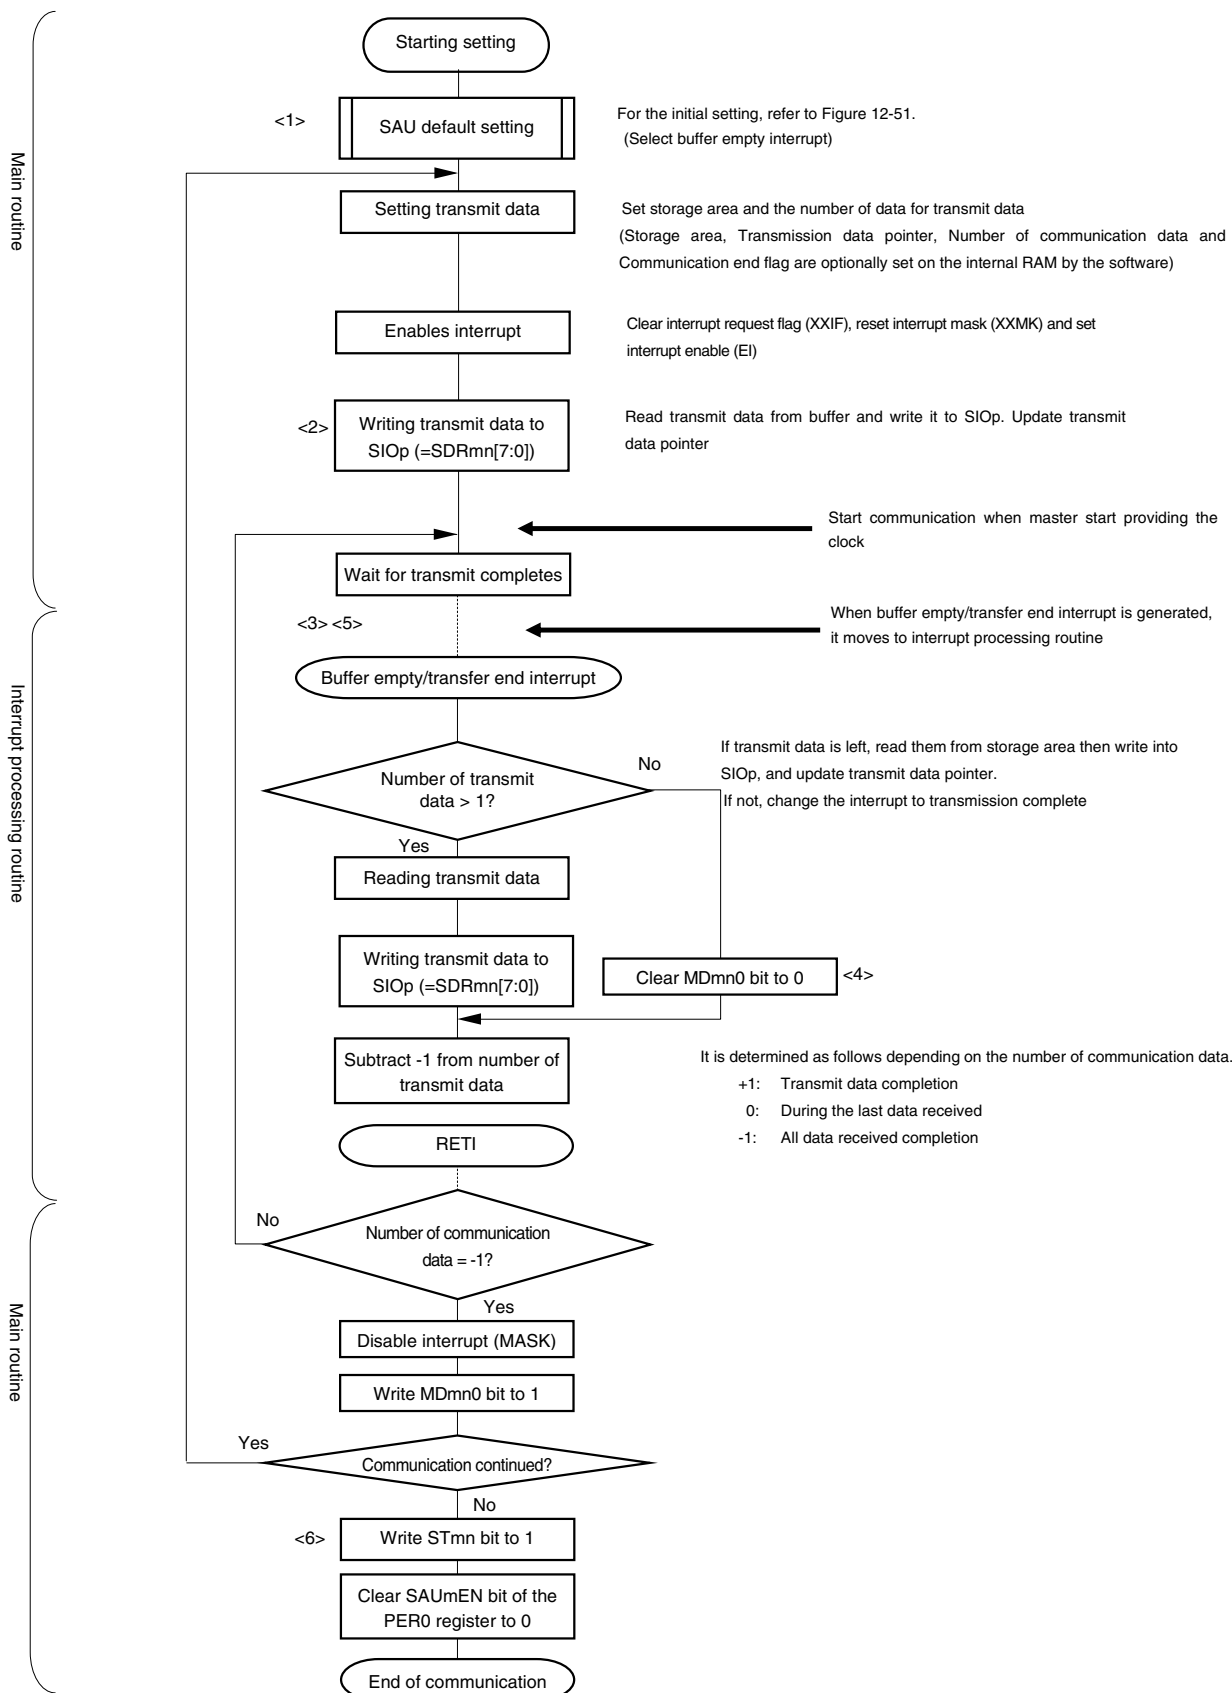 Starting setting
Main routine
<1>
SAU default setting
For the initial setting, refer to Figure 12-51.
(Select buffer empty interrupt)
Setting transmit data
Set storage area and the number of data for transmit data
(Storage area, Transmission data pointer, Number of communication data and
Communication end flag are optionally set on the internal RAM by the software)
Enables interrupt
Clear interrupt request flag (XXIF), reset interrupt mask (XXMK) and set
interrupt enable (EI)
<2>
Writing transmit data to
SIOp (=SDRmn[7:0])
Read transmit data from buffer and write it to SIOp. Update transmit
data pointer
Start communication when master start providing the
clock
Wait for transmit completes
<3> <5>
When buffer empty/transfer end interrupt is generated,
it moves to interrupt processing routine
Interrupt processing routine
Buffer empty/transfer end interrupt
Number of transmit
data > 1?
No
If transmit data is left, read them from storage area then write into
SIOp, and update transmit data pointer.
If not, change the interrupt to transmission complete
Yes
Reading transmit data
Writing transmit data to
SIOp (=SDRmn[7:0])
Clear MDmn0 bit to 0
<4>
Subtract -1 from number of
transmit data
It is determined as follows depending on the number of communication data.
+1: Transmit data completion
0: During the last data received
-1: All data received completion
RETI
Main routine
No
Number of communication
data = -1?
Yes
Disable interrupt (MASK)
Write MDmn0 bit to 1
Yes
Communication continued?
No
<6>
Write STmn bit to 1
Clear SAUmEN bit of the
PER0 register to 0
End of communication